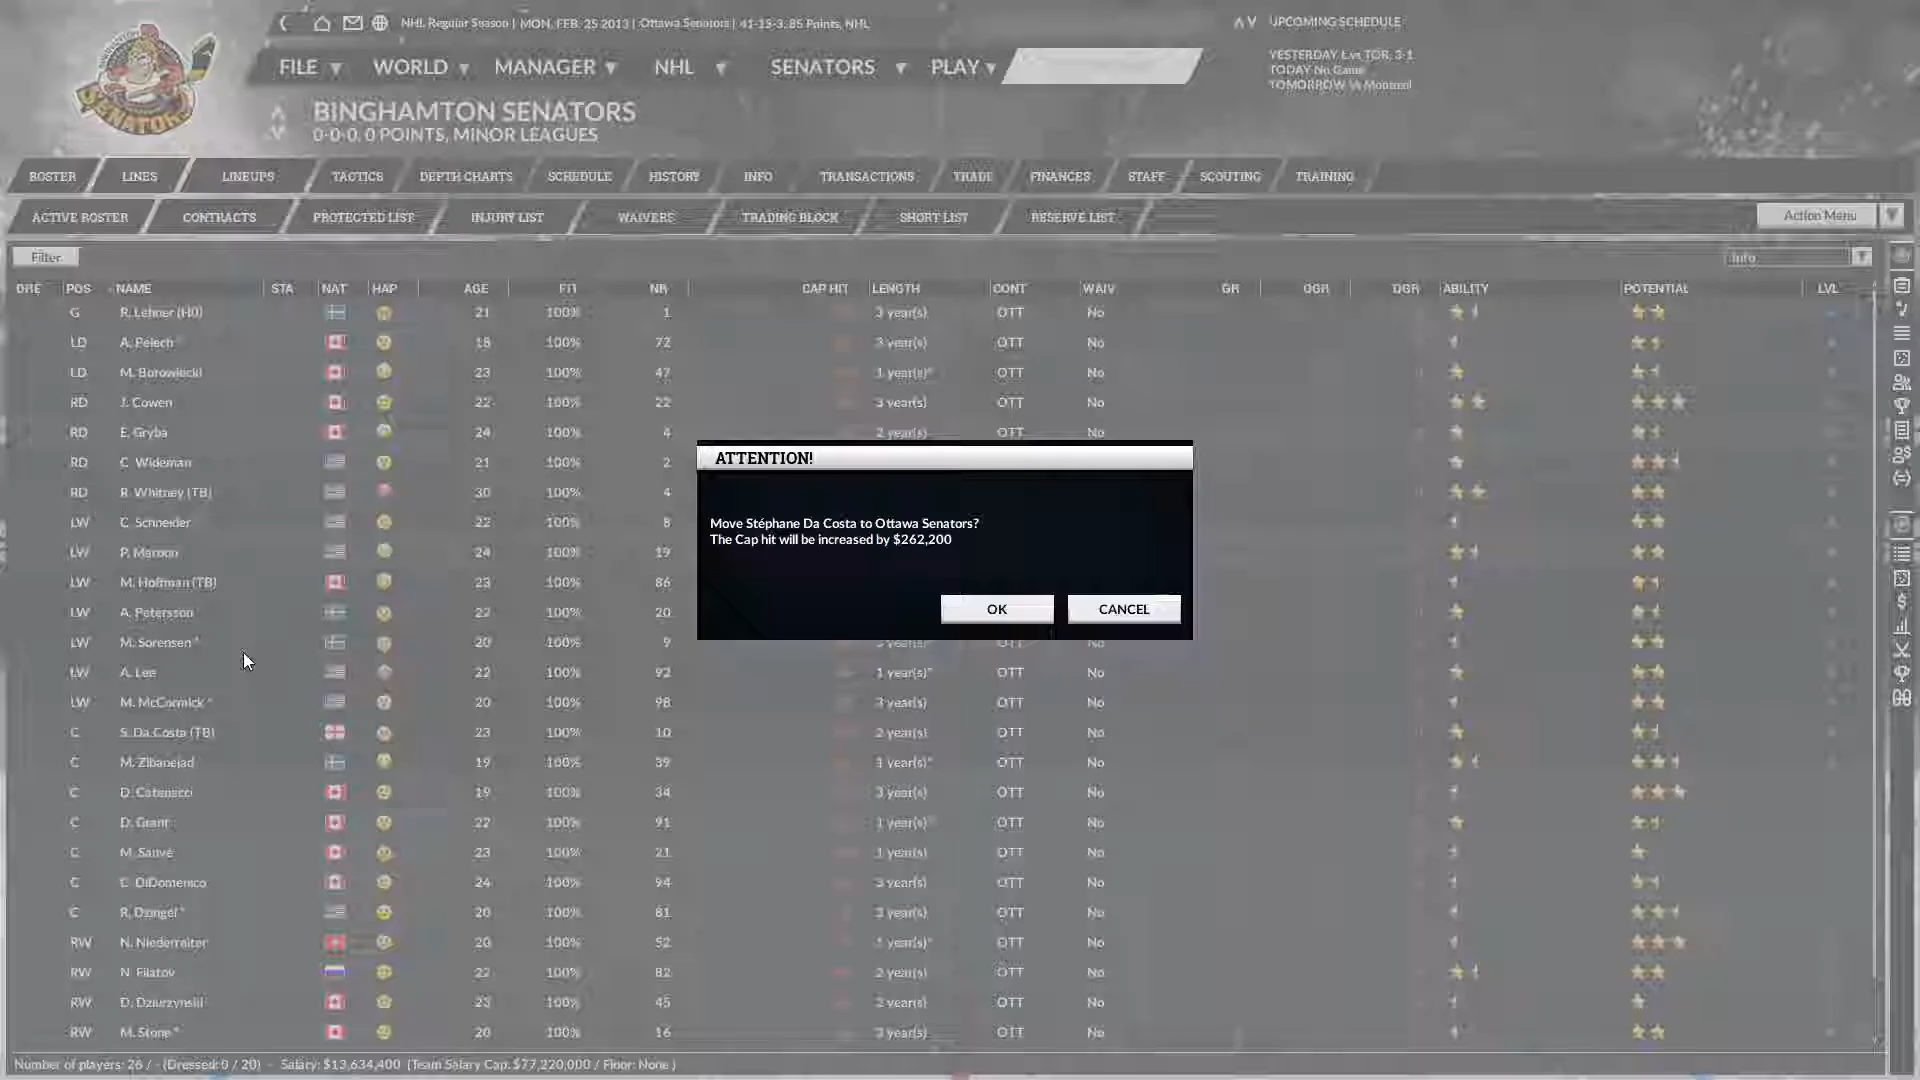 NHL Regular Season | MON. FEB. 25 2013 | Ottawa Senators | 41-15-3, 85 Points, NHL
UPCOMING SCHEDULE
YESTERDAY L vs TOR, 3-1
TODAY No Game
TOMORROW Vs Montreal
FILE WORLD MANAGER NHL SENATORS PLAY
BINGHAMTON SENATORS
0-0-0, 0 POINTS, MINOR LEAGUES
ROSTER LINES LINEUPS TACTICS DEPTH CHARTS SCHEDULE HISTORY INFO TRANSACTIONS TRADE FINANCES STAFF SCOUTING TRAINING
ACTIVE ROSTER CONTRACTS PROTECTED LIST INJURY LIST WAIVERS TRADING BLOCK SHORT LIST RESERVE LIST Action Menu
Filter Info
DRE POS NAME STA NAT HAP AGE FIT NR CAP HIT LENGTH CONT WAIV GR OGR DGR ABILITY POTENTIAL LVL
G R. Lehner (H0) 21 100% 1 3 year(s) OTT No
LD A. Pelech 18 100% 72 3 year(s) OTT No
LD M. Borowiecki 23 100% 47 1 year(s)* OTT No
RD J. Cowen 22 100% 22 3 year(s) OTT No
RD E. Gryba 24 100% 4 2 year(s) OTT No
RD C. Wideman 21 100% 2
RD R. Whitney (TB) 30 100% 4
LW C. Schneider 22 100% 8
LW P. Maroon 24 100% 19
LW M. Hoffman (TB) 23 100% 86
LW A. Petersson 22 100% 20
LW M. Sorensen * 20 100% 9 OTT No
LW A. Lee 22 100% 92 1 year(s)* OTT No
LW M. McCormick * 20 100% 98 3 year(s) OTT No
C S. Da Costa (TB) 23 100% 10 2 year(s) OTT No
C M. Zibanejad 19 100% 39 1 year(s)* OTT No
C D. Catenacci 19 100% 34 3 year(s) OTT No
C D. Grant 22 100% 91 1 year(s)* OTT No
C M. Sauvé 23 100% 21 1 year(s) OTT No
C C. DiDomenico 24 100% 94 3 year(s) OTT No
C R. Dzingel * 20 100% 81 3 year(s) OTT No
RW N. Niederreiter 20 100% 52 1 year(s)* OTT No
RW N. Filatov 22 100% 82 2 year(s) OTT No
RW D. Dziurzynski 23 100% 45 2 year(s) OTT No
RW M. Stone * 20 100% 16 3 year(s) OTT No
ATTENTION!
Move Stéphane Da Costa to Ottawa Senators?
The Cap hit will be increased by $262,200
OK CANCEL
Number of players: 26 / - (Dressed: 0 / 20) - Salary: $13,634,400 (Team Salary Cap: $77,220,000 / Floor: None )